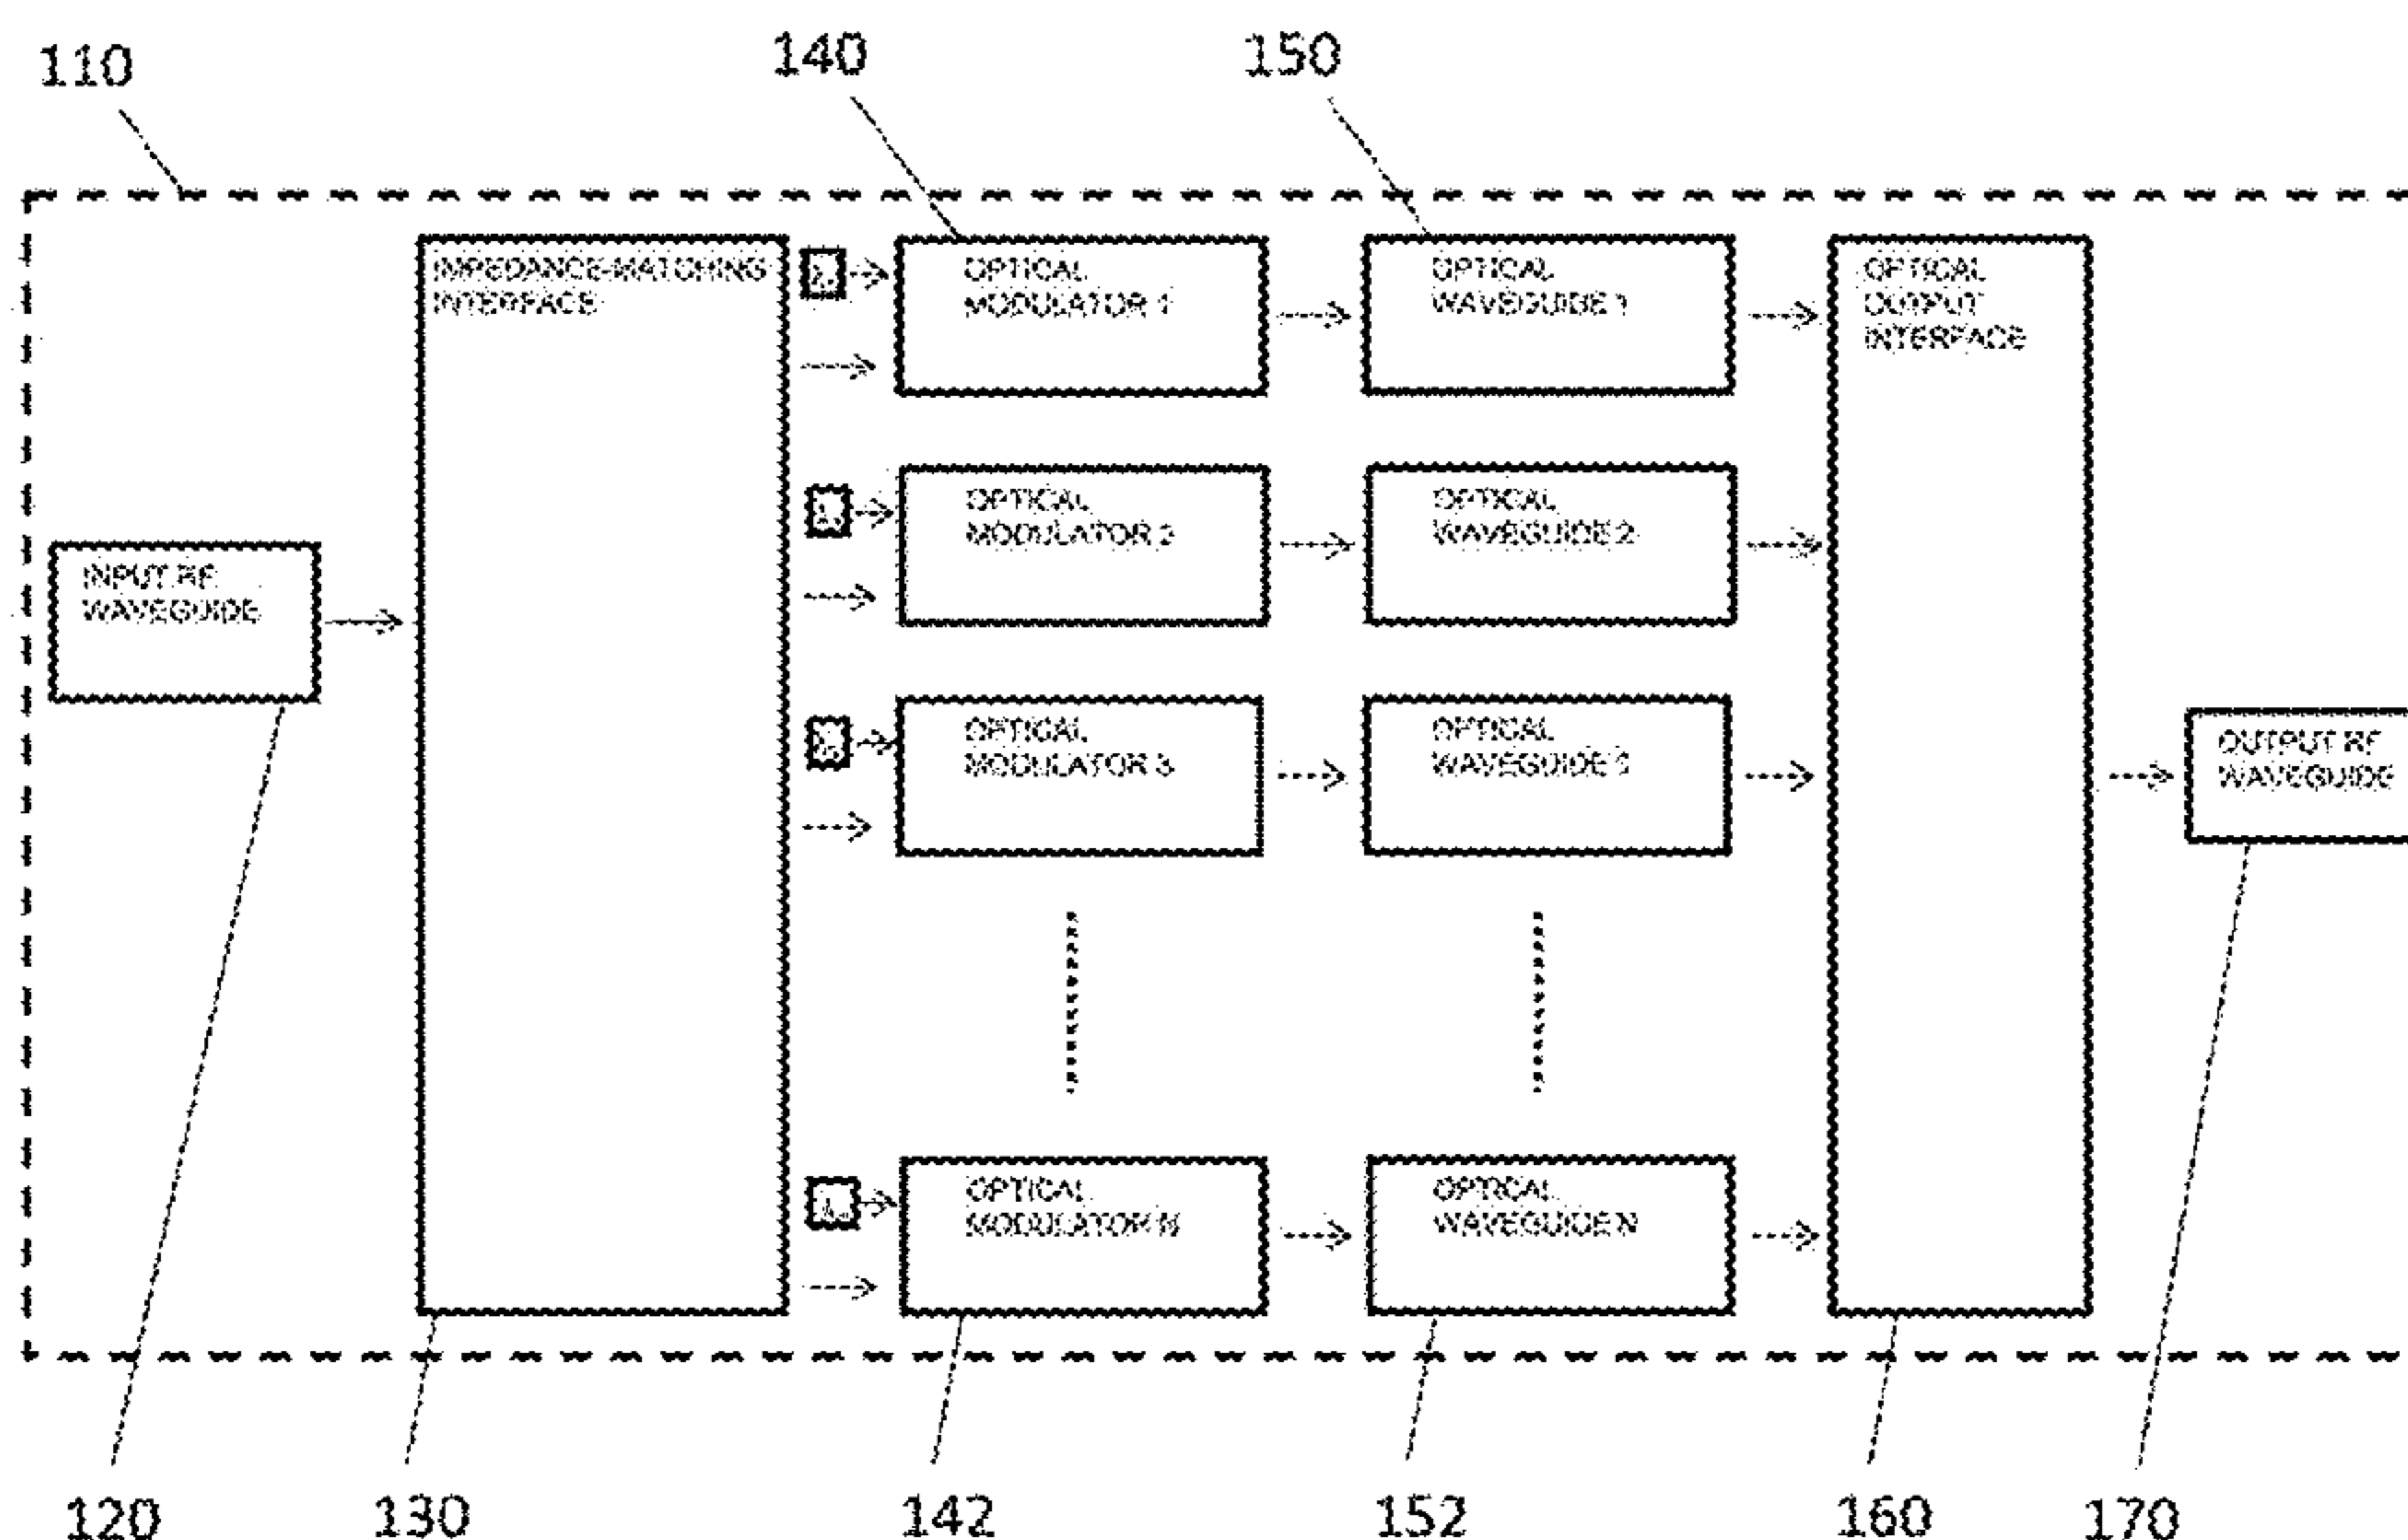 110
140
150
IMPEDANCE-MATCHING
INTERFACE
OPTICAL
MODULATOR 1
OPTICAL
WAVEGUIDE 1
OPTICAL
OUTPUT
INTERFACE
OPTICAL
MODULATOR 2
OPTICAL
WAVEGUIDE 2
INPUT RF
WAVEGUIDE
OPTICAL
MODULATOR 3
OPTICAL
WAVEGUIDE 1
OUTPUT RF
WAVEGUIDE
OPTICAL
MODULATOR N
OPTICAL
WAVEGUIDE N
120
130
142
152
160
170